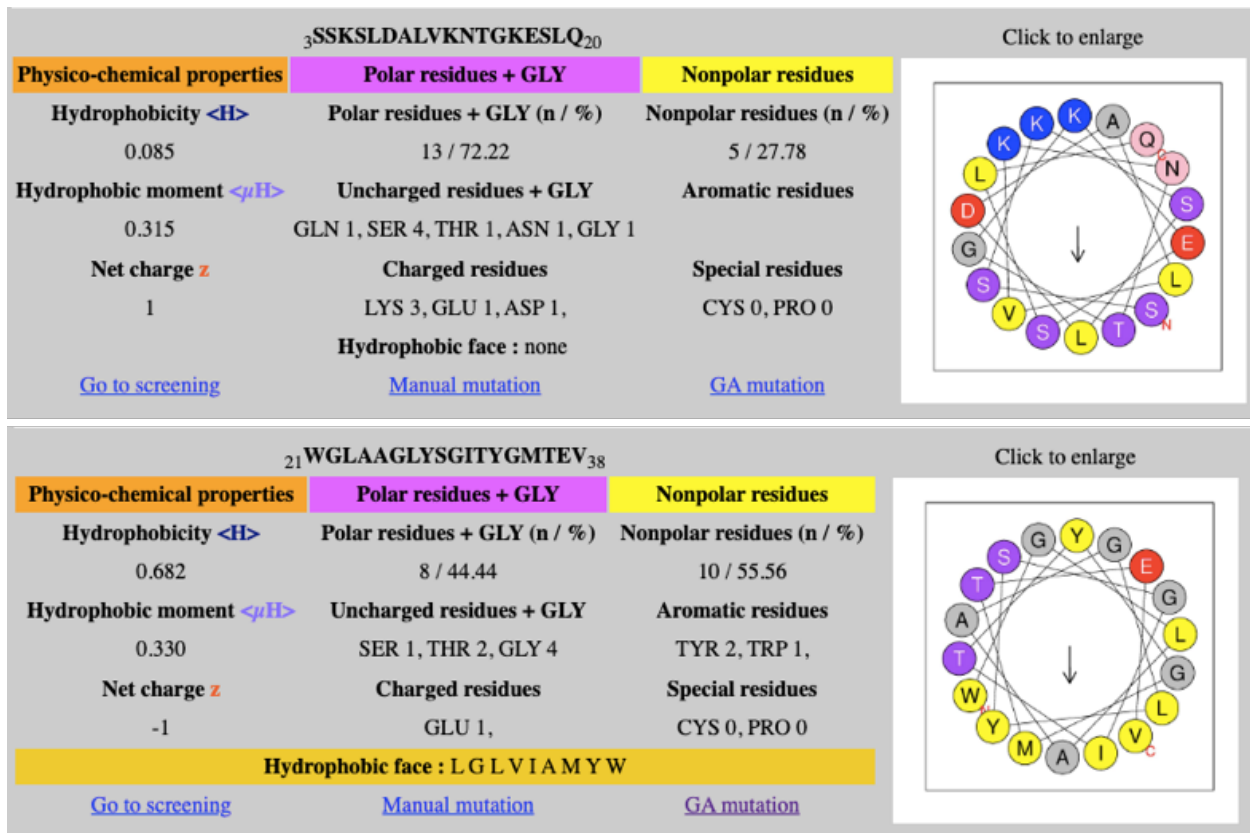 3SSKSLDALVKNTGKESLQ20 Click to enlarge
Physico-chemical properties Polar residues + GLY Nonpolar residues
Hydrophobicity <H> Polar residues + GLY (n / %) Nonpolar residues (n / %)
0.085 13 / 72.22 5 / 27.78
Hydrophobic moment <μH> Uncharged residues + GLY Aromatic residues
0.315 GLN 1, SER 4, THR 1, ASN 1, GLY 1
Net charge z Charged residues Special residues
1 LYS 3, GLU 1, ASP 1, CYS 0, PRO 0
Hydrophobic face : none
Go to screening Manual mutation GA mutation
K K K A Q C N S E L S N T L S V S G D L
21WGLAAGLYSGITYGMTEV38 Click to enlarge
Physico-chemical properties Polar residues + GLY Nonpolar residues
Hydrophobicity <H> Polar residues + GLY (n / %) Nonpolar residues (n / %)
0.682 8 / 44.44 10 / 55.56
Hydrophobic moment <μH> Uncharged residues + GLY Aromatic residues
0.330 SER 1, THR 2, GLY 4 TYR 2, TRP 1,
Net charge z Charged residues Special residues
-1 GLU 1, CYS 0, PRO 0
Hydrophobic face : L G L V I A M Y W
Go to screening Manual mutation GA mutation
S G Y G E G L G L V C I A M Y W N T A T